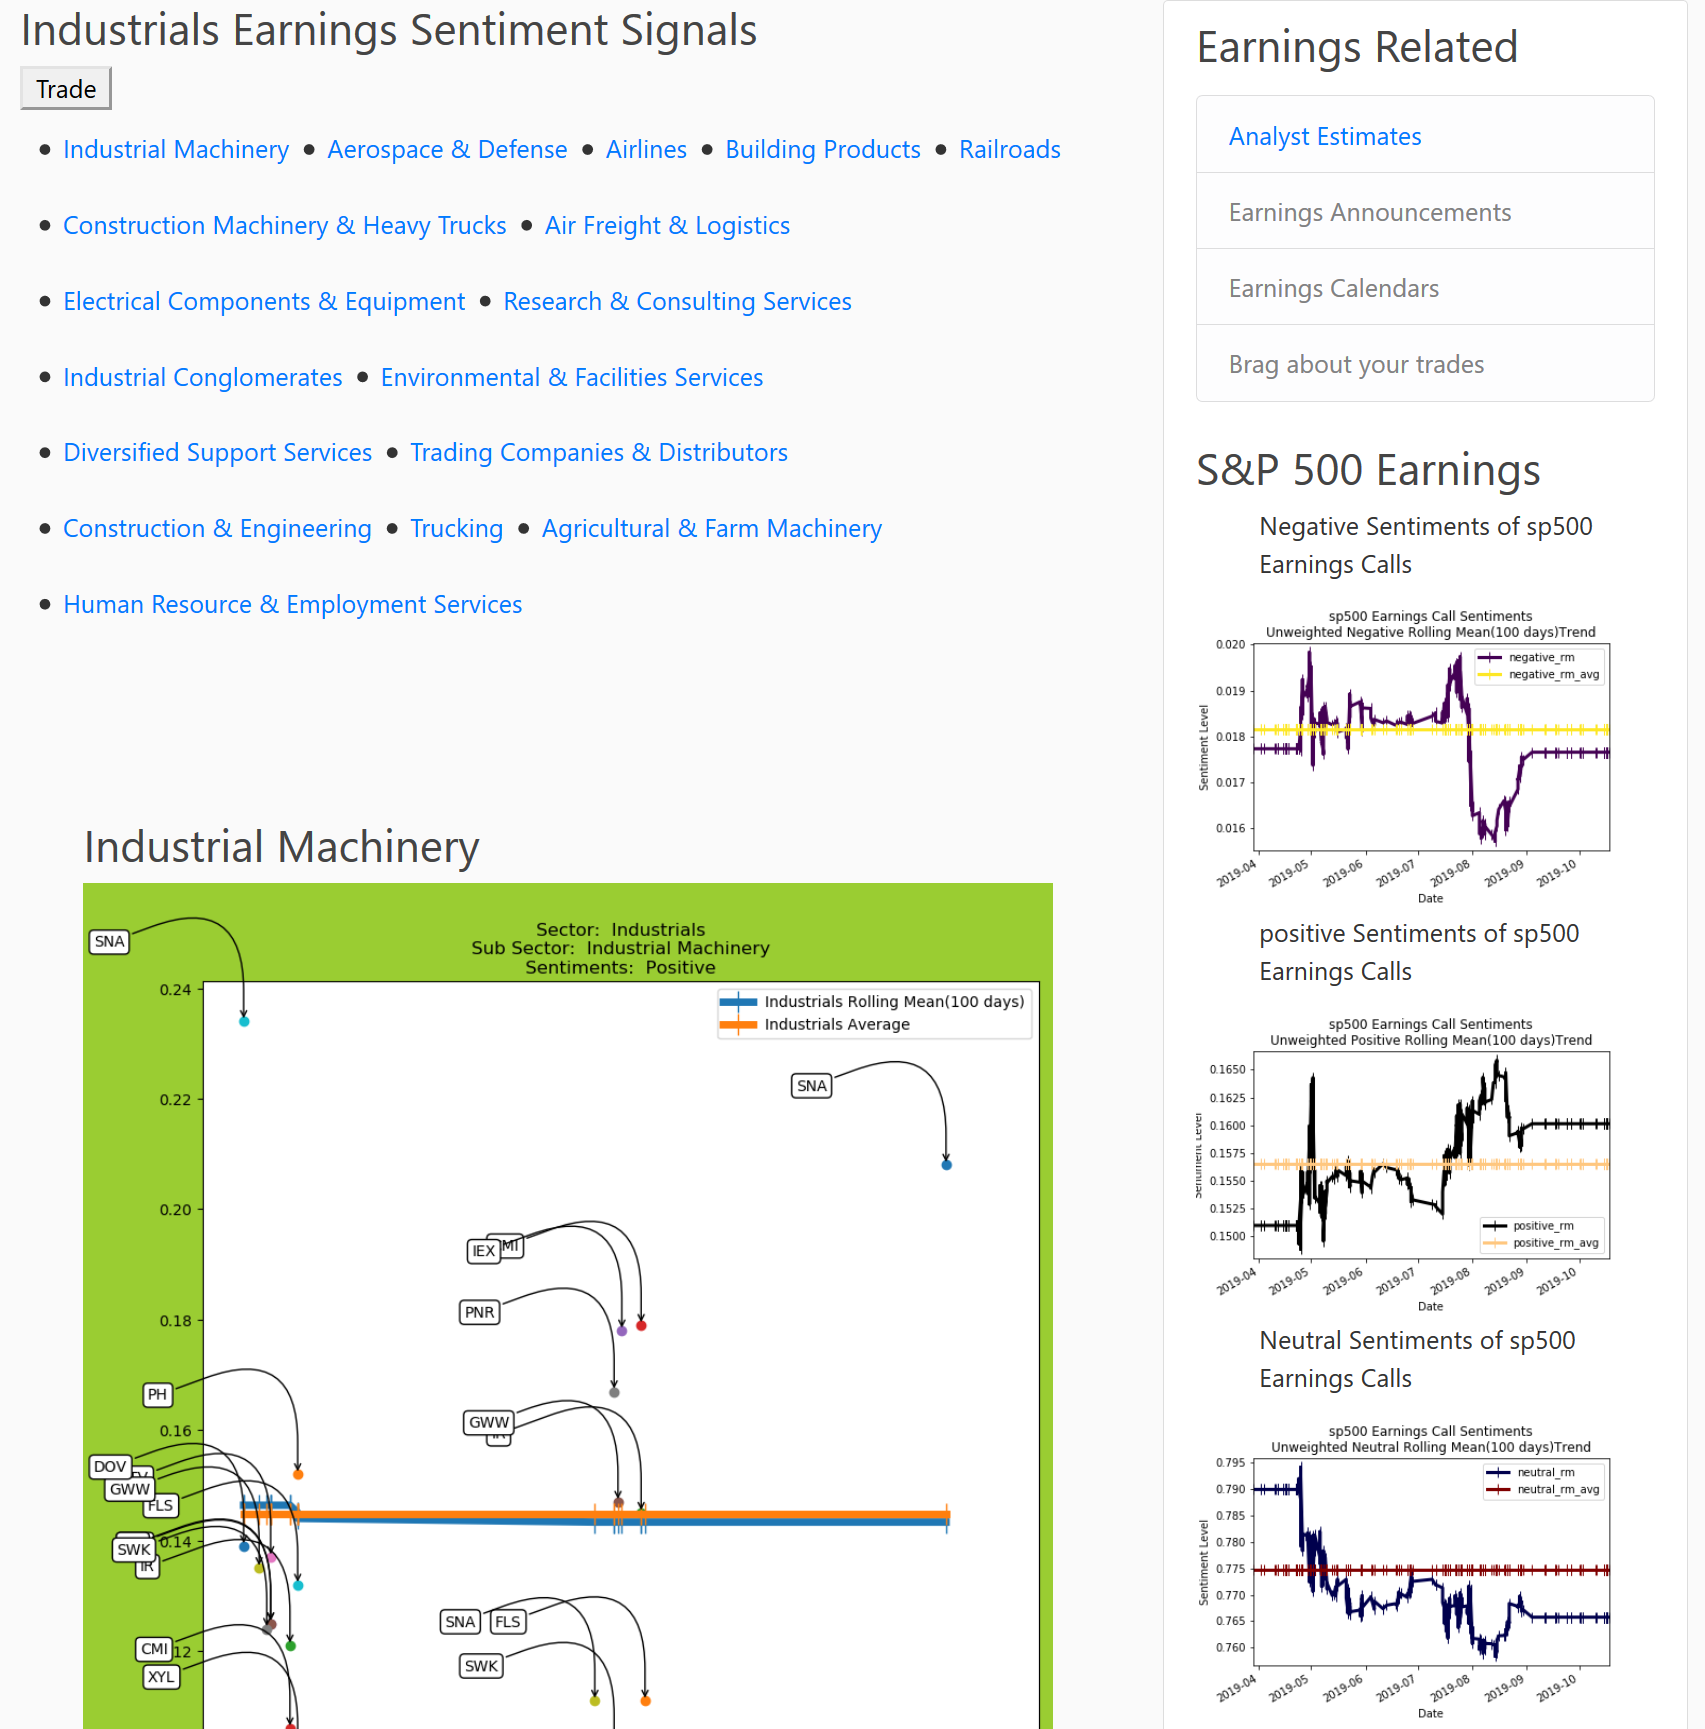 Industrials Earnings Sentiment Signals
Trade
Industrial Machinery • Aerospace & Defense • Airlines • Building Products • Railroads
Construction Machinery & Heavy Trucks • Air Freight & Logistics
Electrical Components & Equipment • Research & Consulting Services
Industrial Conglomerates • Environmental & Facilities Services
Diversified Support Services • Trading Companies & Distributors
Construction & Engineering • Trucking • Agricultural & Farm Machinery
Human Resource & Employment Services
Industrial Machinery
Sector: Industrials
Sub Sector: Industrial Machinery
Sentiments: Positive
Industrials Rolling Mean(100 days)
Industrials Average
SNA
0.24
SNA
0.22
0.20
IEX
PNR
0.18
PH
GWW
0.16
DOV
GWW
FLS
SWK
IR
0.14
SNA FLS
CMI
12
SWK
XYL
Earnings Related
Analyst Estimates
Earnings Announcements
Earnings Calendars
Brag about your trades
S&P 500 Earnings
Negative Sentiments of sp500
Earnings Calls
sp500 Earnings Call Sentiments
Unweighted Negative Rolling Mean(100 days)Trend
negative_rm
negative_rm_avg
0.020
0.019
0.018
0.017
0.016
Sentiment Level
2019-04 2019-05 2019-06 2019-07 2019-08 2019-09 2019-10
Date
positive Sentiments of sp500
Earnings Calls
sp500 Earnings Call Sentiments
Unweighted Positive Rolling Mean(100 days)Trend
0.1650
0.1625
0.1600
0.1575
0.1550
0.1525
0.1500
Sentiment Level
positive_rm
positive_rm_avg
2019-04 2019-05 2019-06 2019-07 2019-08 2019-09 2019-10
Date
Neutral Sentiments of sp500
Earnings Calls
sp500 Earnings Call Sentiments
Unweighted Neutral Rolling Mean(100 days)Trend
neutral_rm
neutral_rm_avg
0.795
0.790
0.785
0.780
0.775
0.770
0.765
0.760
Sentiment Level
2019-04 2019-05 2019-06 2019-07 2019-08 2019-09 2019-10
Date